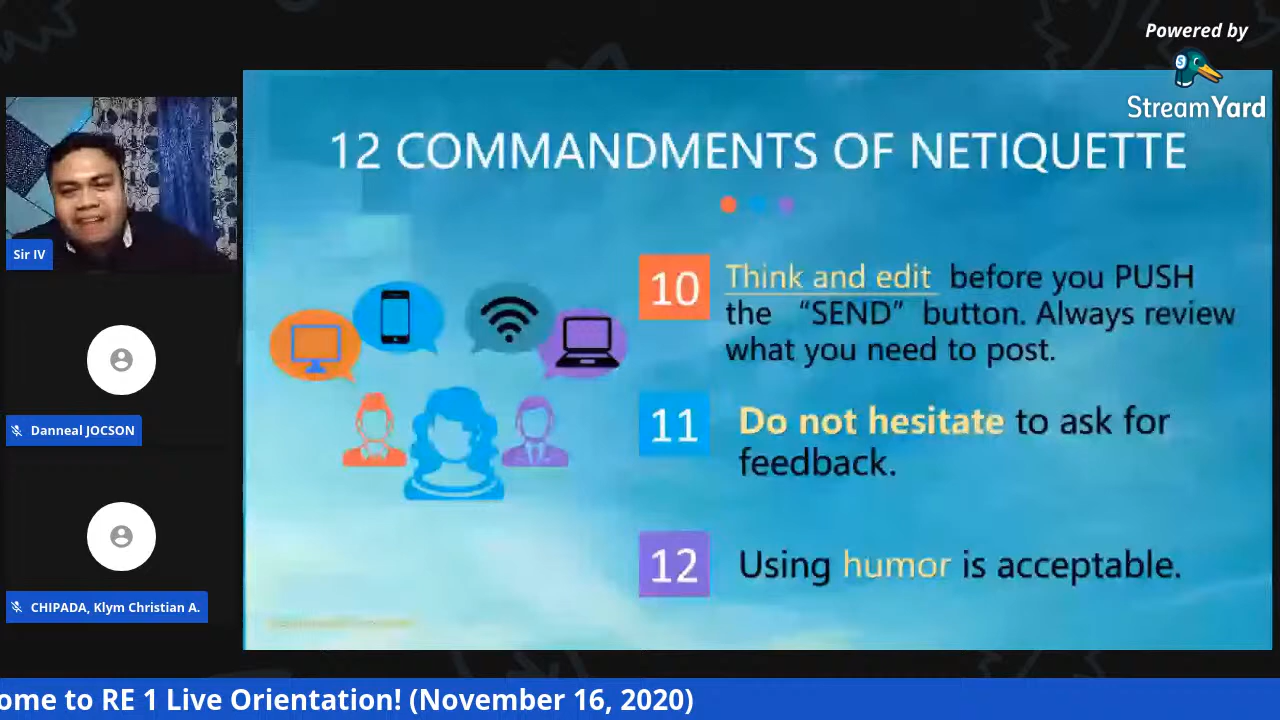 Powered by
StreamYard
Sir IV
Danneal JOCSON
CHIPADA, Klym Christian A.
12 COMMANDMENTS OF NETIQUETTE
10
Think and edit before you PUSH
the “SEND” button. Always review
what you need to post.
11
Do not hesitate to ask for
feedback.
12
Using humor is acceptable.
ome to RE 1 Live Orientation! (November 16, 2020)